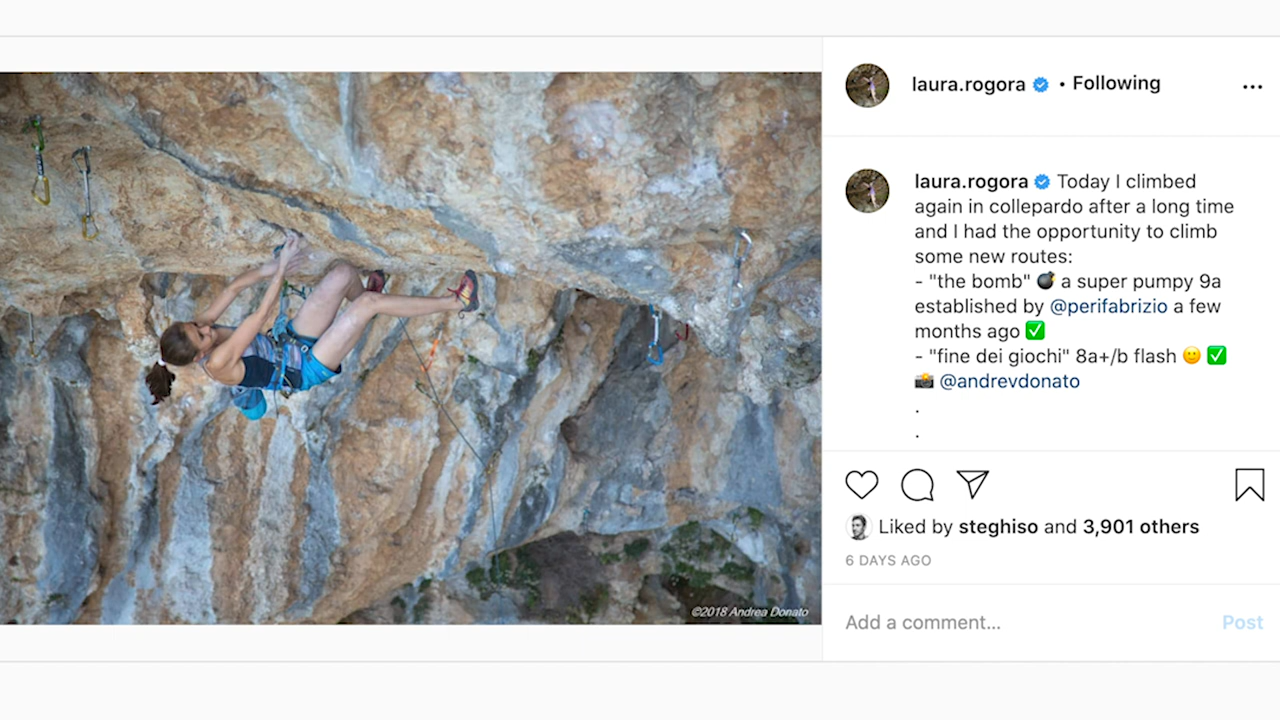 laura.rogora • Following
laura.rogora Today I climbed
again in collepardo after a long time
and I had the opportunity to climb
some new routes:
- "the bomb" 💣 a super pumpy 9a
established by @perifabrizio a few
months ago ✅
- "fine dei giochi" 8a+/b flash 🙂 ✅
📸 @andrevdonato
.
.
Liked by steghiso and 3,901 others
6 DAYS AGO
Add a comment... Post
©2018 Andrea Donato